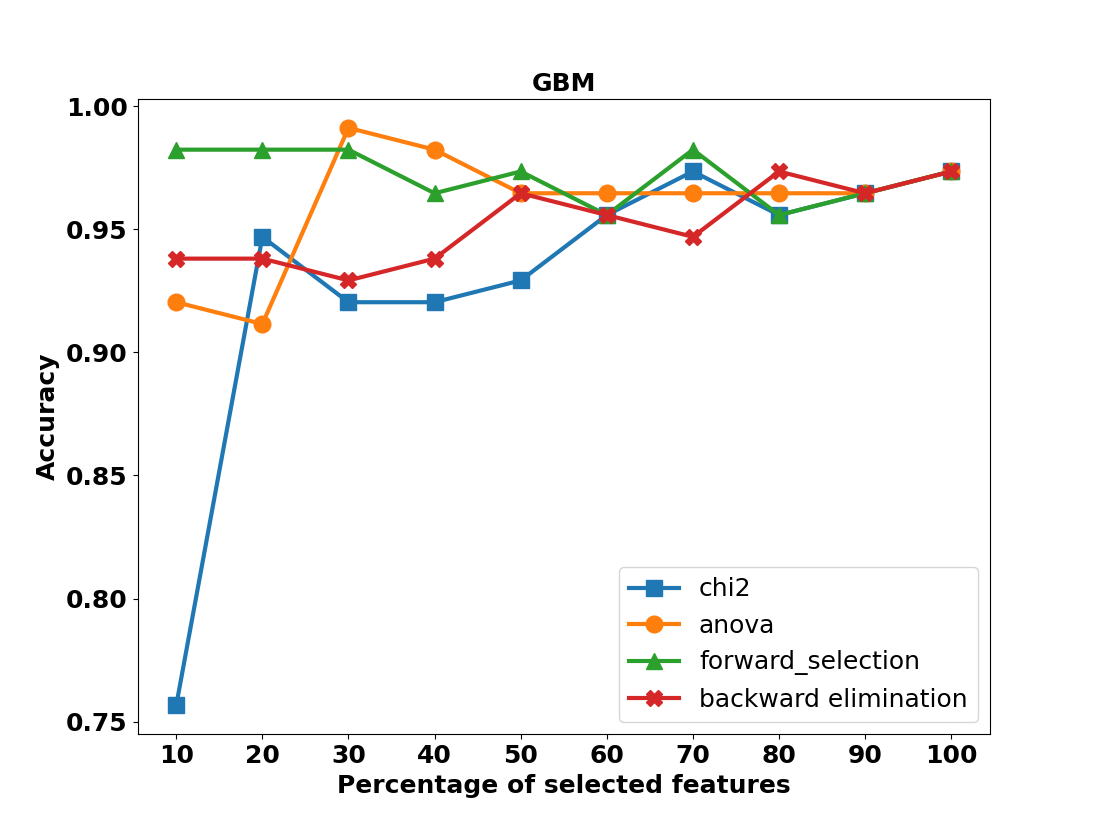 GBM
1.00
0.95
0.90
0.85
0.80
0.75
Accuracy
chi2
anova
forward_selection
backward elimination
10 20 30 40 50 60 70 80 90 100
Percentage of selected features